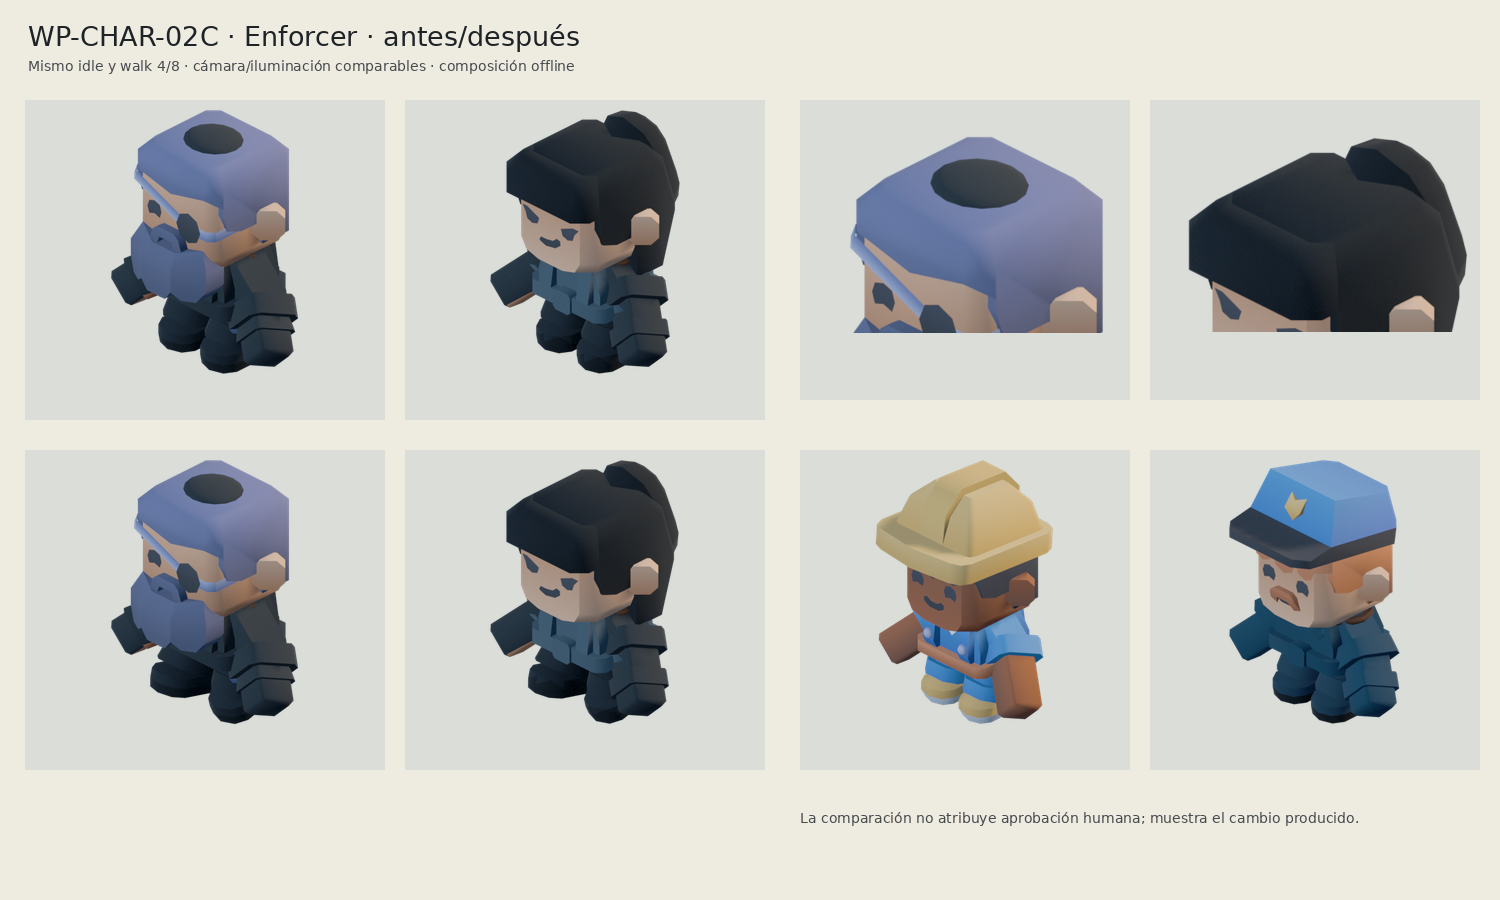 WP-CHAR-02C · Enforcer · antes/después
Mismo idle y walk 4/8 · cámara/iluminación comparables · composición offline
La comparación no atribuye aprobación humana; muestra el cambio producido.